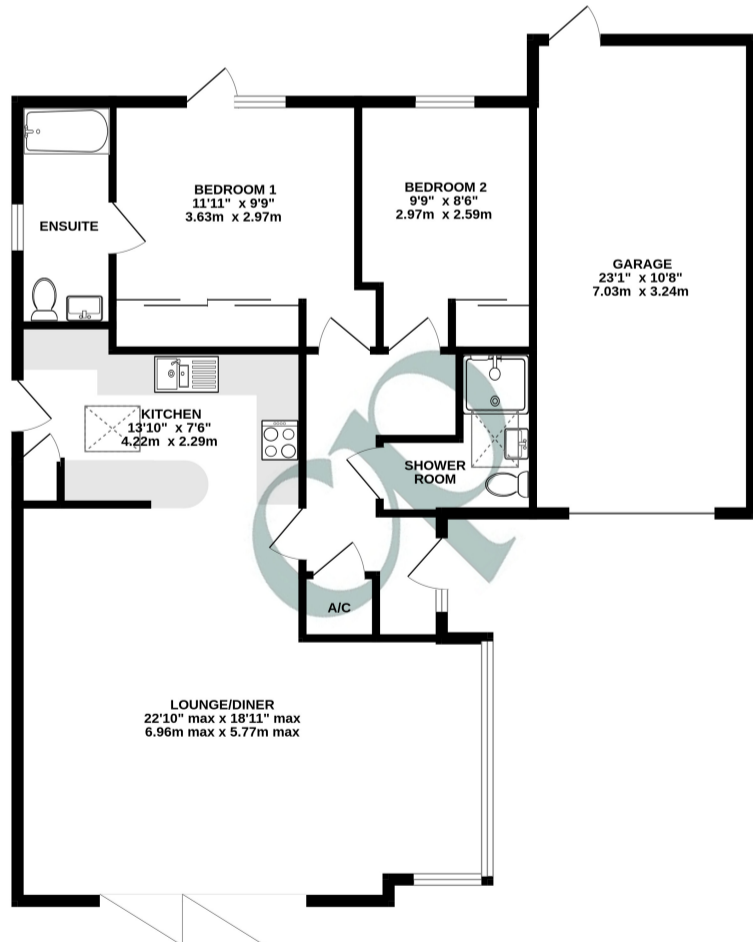 BEDROOM 1
11'11" x 9'9"
3.63m x 2.97m
BEDROOM 2
9'9" x 8'6"
2.97m x 2.59m
ENSUITE
GARAGE
23'1" x 10'8"
7.03m x 3.24m
KITCHEN
13'10" x 7'6"
4.22m x 2.29m
SHOWER
ROOM
A/C
LOUNGE/DINER
22'10" max x 18'11" max
6.96m max x 5.77m max